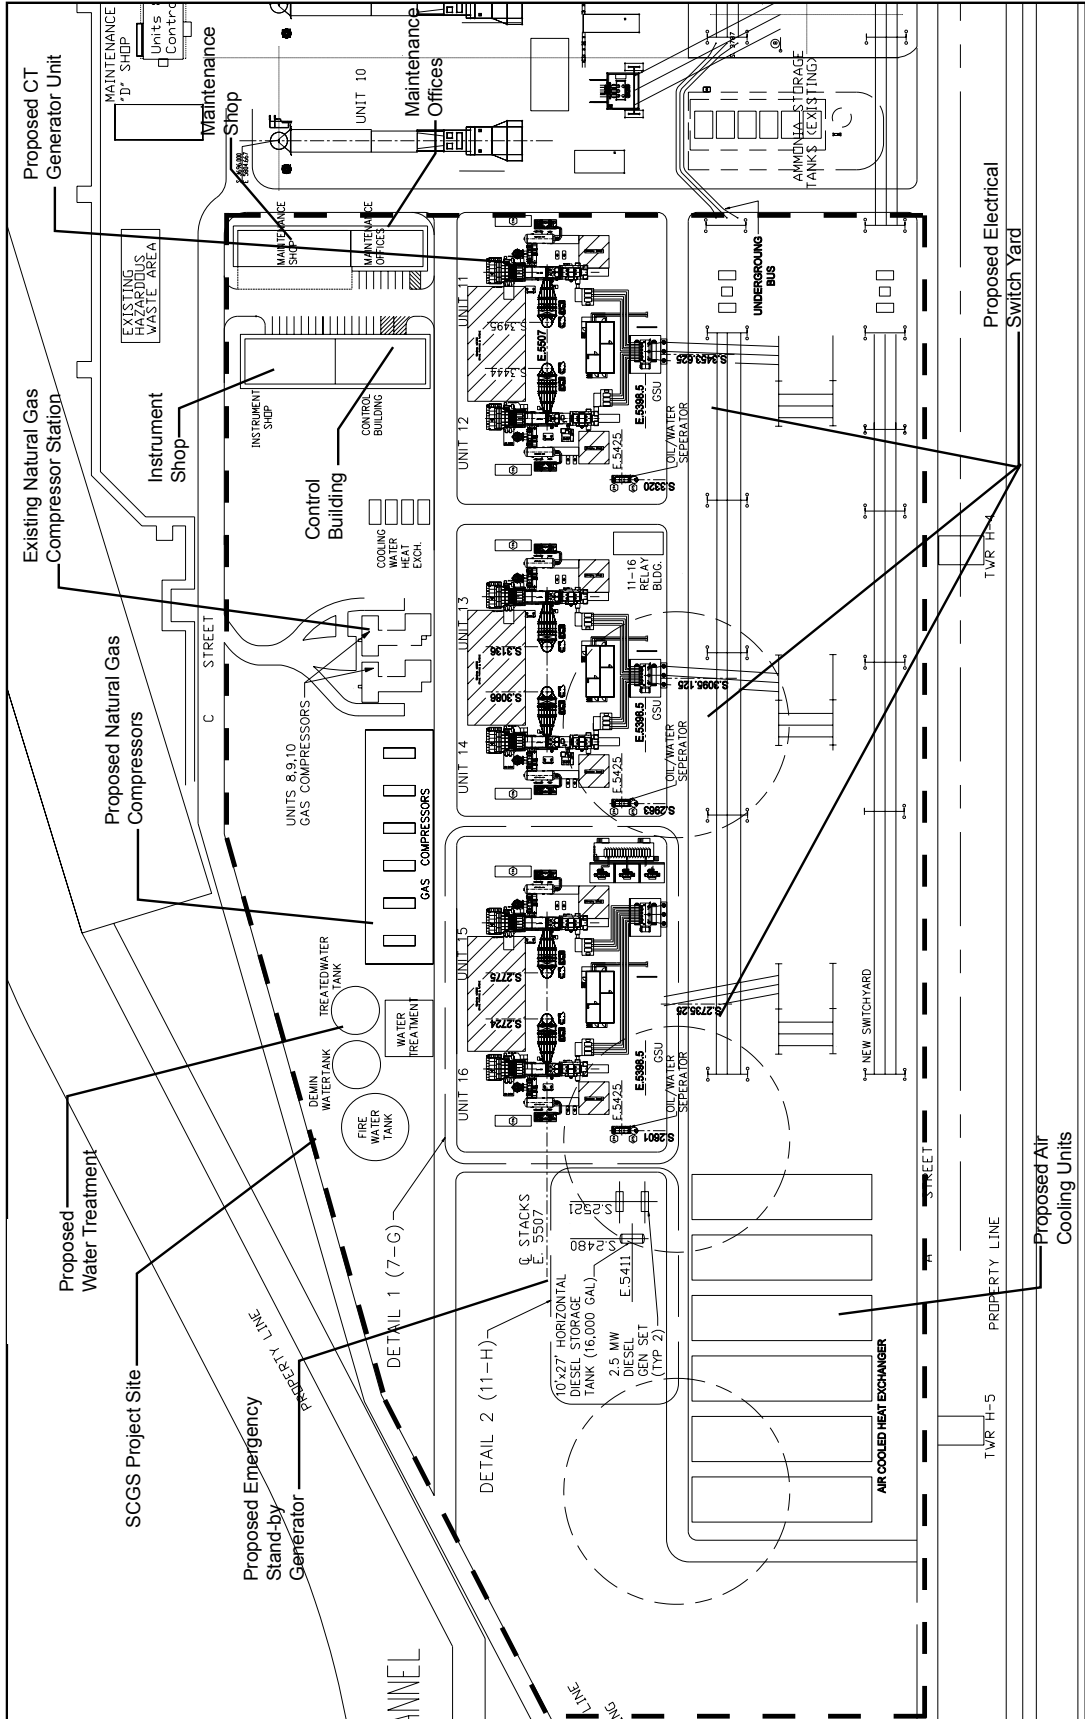 Proposed CT
Generator Unit
MAINTENANCE
"D" SHOP
Units
Contro
Maintenance
Shop
UNIT 10
Maintenance
Offices
EXISTING
HAZARDOUS
WASTE AREA
MAINTENANCE
SHOP
MAINTENANCE
OFFICES
AMMONIA STORAGE
TANKS (EXISTING)
UNDERGROUNG
BUS
Proposed Electrical
Switch Yard
Existing Natural Gas
Compressor Station
Instrument
Shop
INSTRUMENT
SHOP
CONTROL
BUILDING
Control
Building
COOLING
WATER
HEAT
EXCH.
C STREET
UNITS 8,9,10
GAS COMPRESSORS
Proposed Natural Gas
Compressors
GAS COMPRESSORS
UNIT 11
S.3495
E.5507
S.3444
UNIT 12
S.3453.625
E.5398.5
GSU
E.5425
OIL/WATER
SEPERATOR
S.3320
11-16
RELAY
BLDG.
UNIT 13
S.3136
S.3086
UNIT 14
S.3095.125
E.5398.5
GSU
E.5425
OIL/WATER
SEPERATOR
S.2963
UNIT 15
S.2775
S.2724
UNIT 16
S.2735.25
E.5398.5
GSU
E.5425
OIL/WATER
SEPERATOR
S.2601
NEW SWITCHYARD
TWR H-4
TREATEDWATER
TANK
DEMIN
WATERTANK
WATER
TREATMENT
FIRE
WATER
TANK
Proposed
Water Treatment
SCGS Project Site
PROPERTY LINE
DETAIL 1 (7-G)
℄ STACKS
E. 5507
S.2521
S.2480
E.5411
10'x27' HORIZONTAL
DIESEL STORAGE
TANK (16,000 GAL)
2.5 MW
DIESEL
GEN SET
(TYP 2)
DETAIL 2 (11-H)
Proposed Emergency
Stand-by
Generator
A STREET
Proposed Air
Cooling Units
PROPERTY LINE
AIR COOLED HEAT EXCHANGER
TWR H-5
ANNEL
LINE
NG